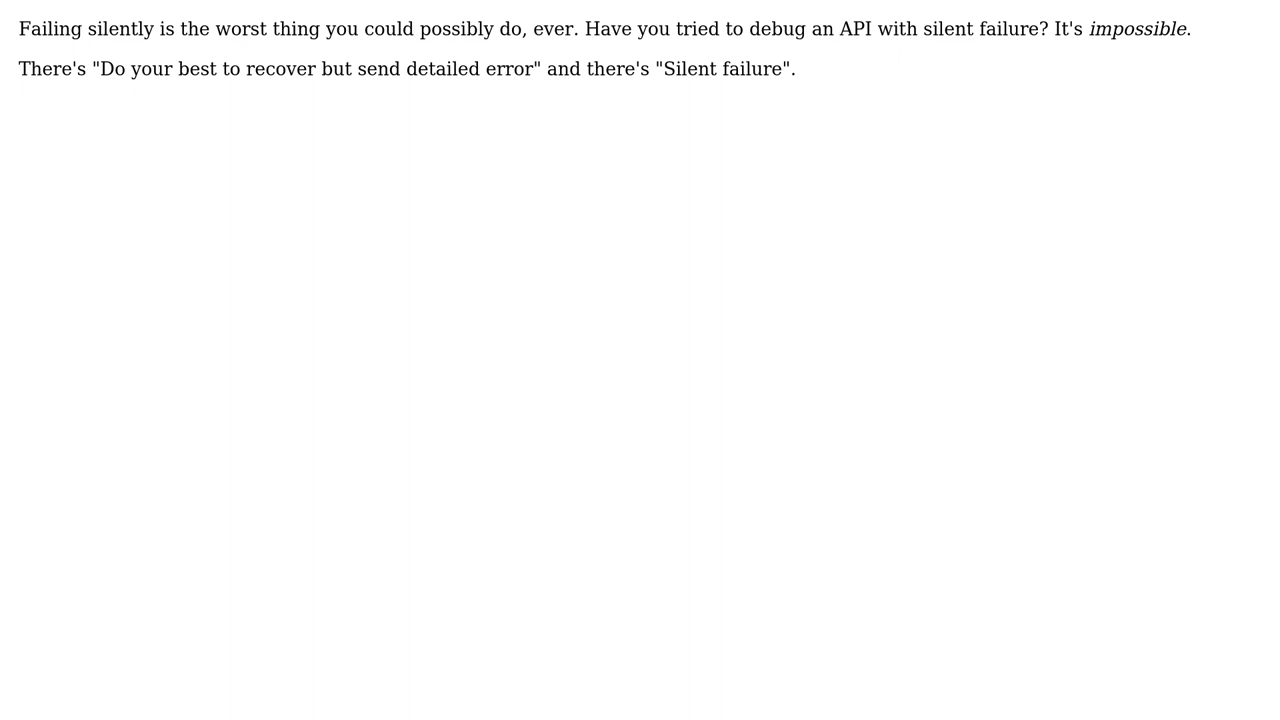 Failing silently is the worst thing you could possibly do, ever. Have you tried to debug an API with silent failure? It's impossible.
There's "Do your best to recover but send detailed error" and there's "Silent failure".